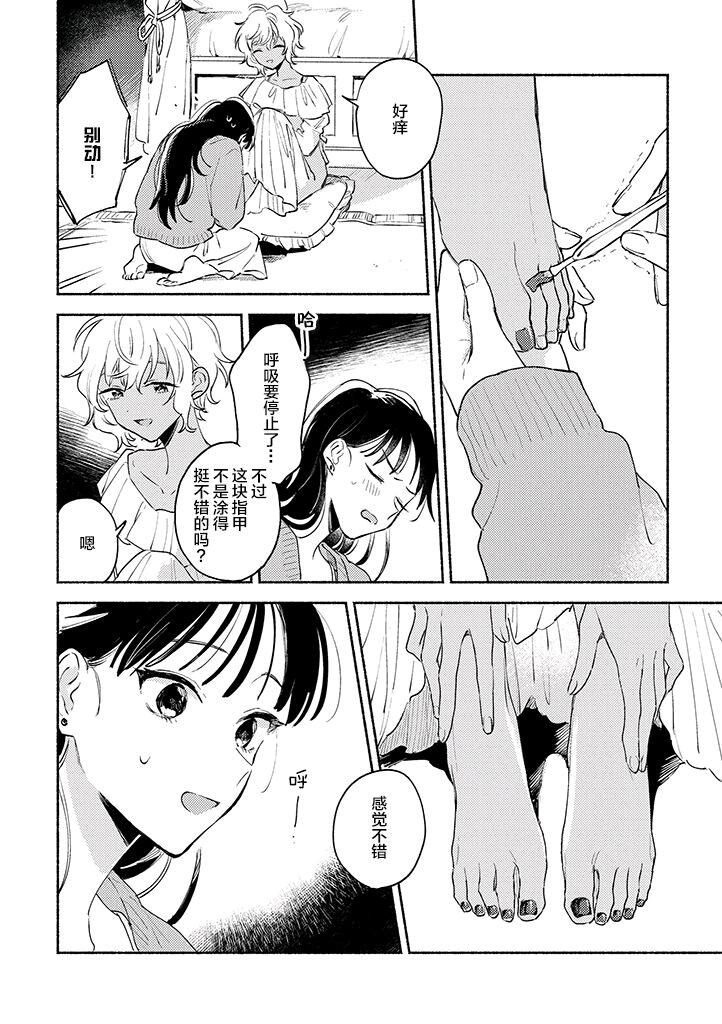 好痒
别动！
哈
呼吸要停止了…
不过
这块指甲
不是涂得
挺不错的吗？
嗯
感觉不错
呼